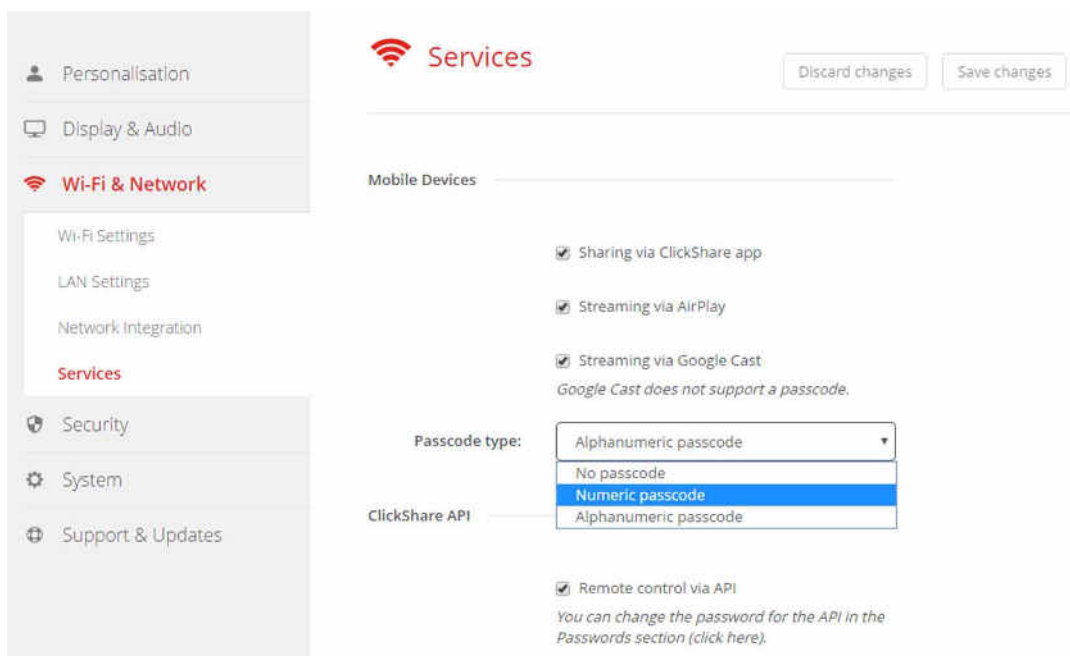 Services
Discard changes
Save changes
Personalisation
Display & Audio
Wi-Fi & Network
Wi-Fi Settings
LAN Settings
Network Integration
Services
Security
System
Support & Updates
Mobile Devices
Sharing via ClickShare app
Streaming via AirPlay
Streaming via Google Cast
Google Cast does not support a passcode.
Passcode type:
Alphanumeric passcode
No passcode
Numeric passcode
Alphanumeric passcode
ClickShare API
Remote control via API
You can change the password for the API in the
Passwords section (click here).